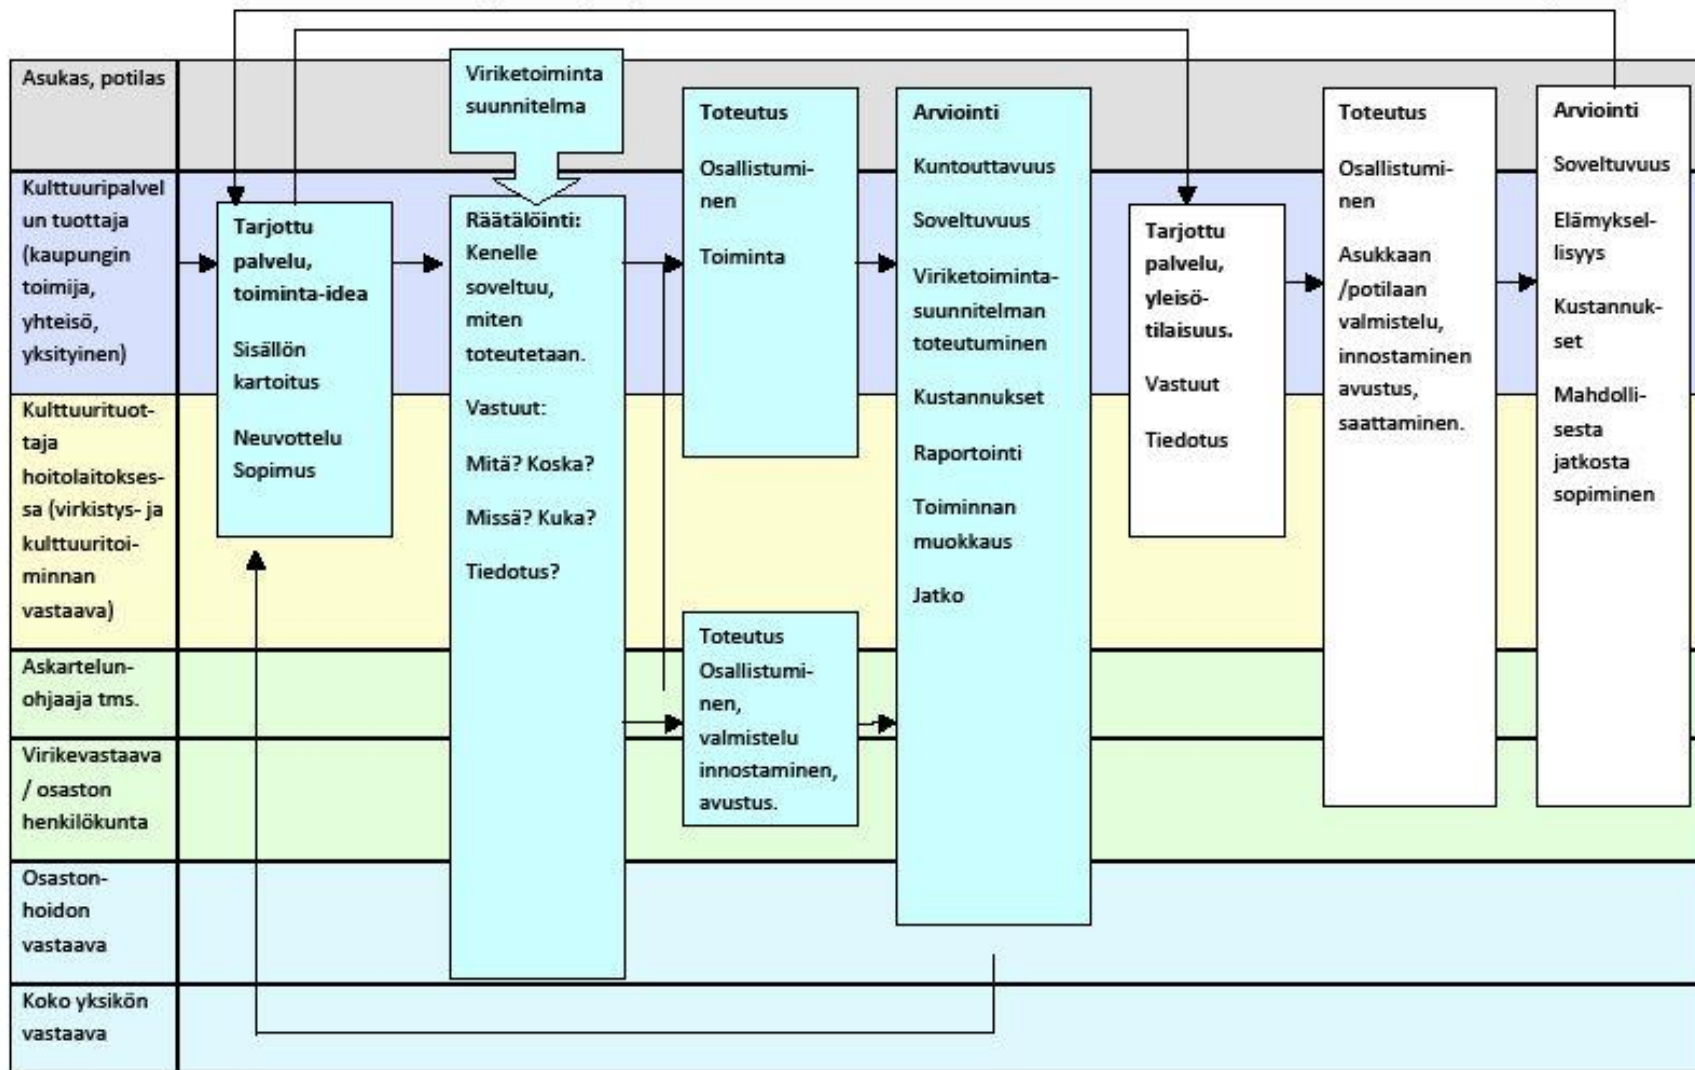 Asukas, potilas
Kulttuuripalvel
un tuottaja
(kaupungin
toimija,
yhteisö,
yksityinen)
Kulttuurituot-
taja
hoitolaitokses-
sa (virkistys- ja
kulttuuritoi-
minnan
vastaava)
Askartelun-
ohjaaja tms.
Virikevastaava
/ osaston
henkilökunta
Osaston-
hoidon
vastaava
Koko yksikön
vastaava
Tarjottu
palvelu,
toiminta-idea
Sisällön
kartoitus
Neuvottelu
Sopimus
Viriketoiminta
suunnitelma
Räätälöinti:
Kenelle
soveltuu,
miten
toteutetaan.
Vastuut:
Mitä? Koska?
Missä? Kuka?
Tiedotus?
Toteutus
Osallistumi-
nen
Toiminta
Toteutus
Osallistumi-
nen,
valmistelu
innostaminen,
avustus.
Arviointi
Kuntouttavuus
Soveltuvuus
Viriketoiminta-
suunnitelman
toteutuminen
Kustannukset
Raportointi
Toiminnan
muokkaus
Jatko
Tarjottu
palvelu,
yleisö-
tilaisuus.
Vastuut
Tiedotus
Toteutus
Osallistumi-
nen
Asukkaan
/potilaan
valmistelu,
innostaminen
avustus,
saattaminen.
Arviointi
Soveltuvuus
Elämyksel-
lisyys
Kustannuk-
set
Mahdolli-
sesta
jatkosta
sopiminen